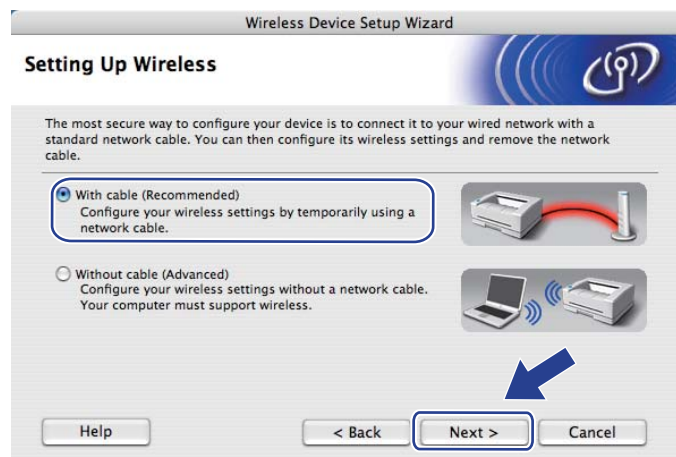 Wireless Device Setup Wizard
Setting Up Wireless
The most secure way to configure your device is to connect it to your wired network with a
standard network cable. You can then configure its wireless settings and remove the network
cable.
With cable (Recommended)
Configure your wireless settings by temporarily using a
network cable.
Without cable (Advanced)
Configure your wireless settings without a network cable.
Your computer must support wireless.
Help
< Back
Next >
Cancel